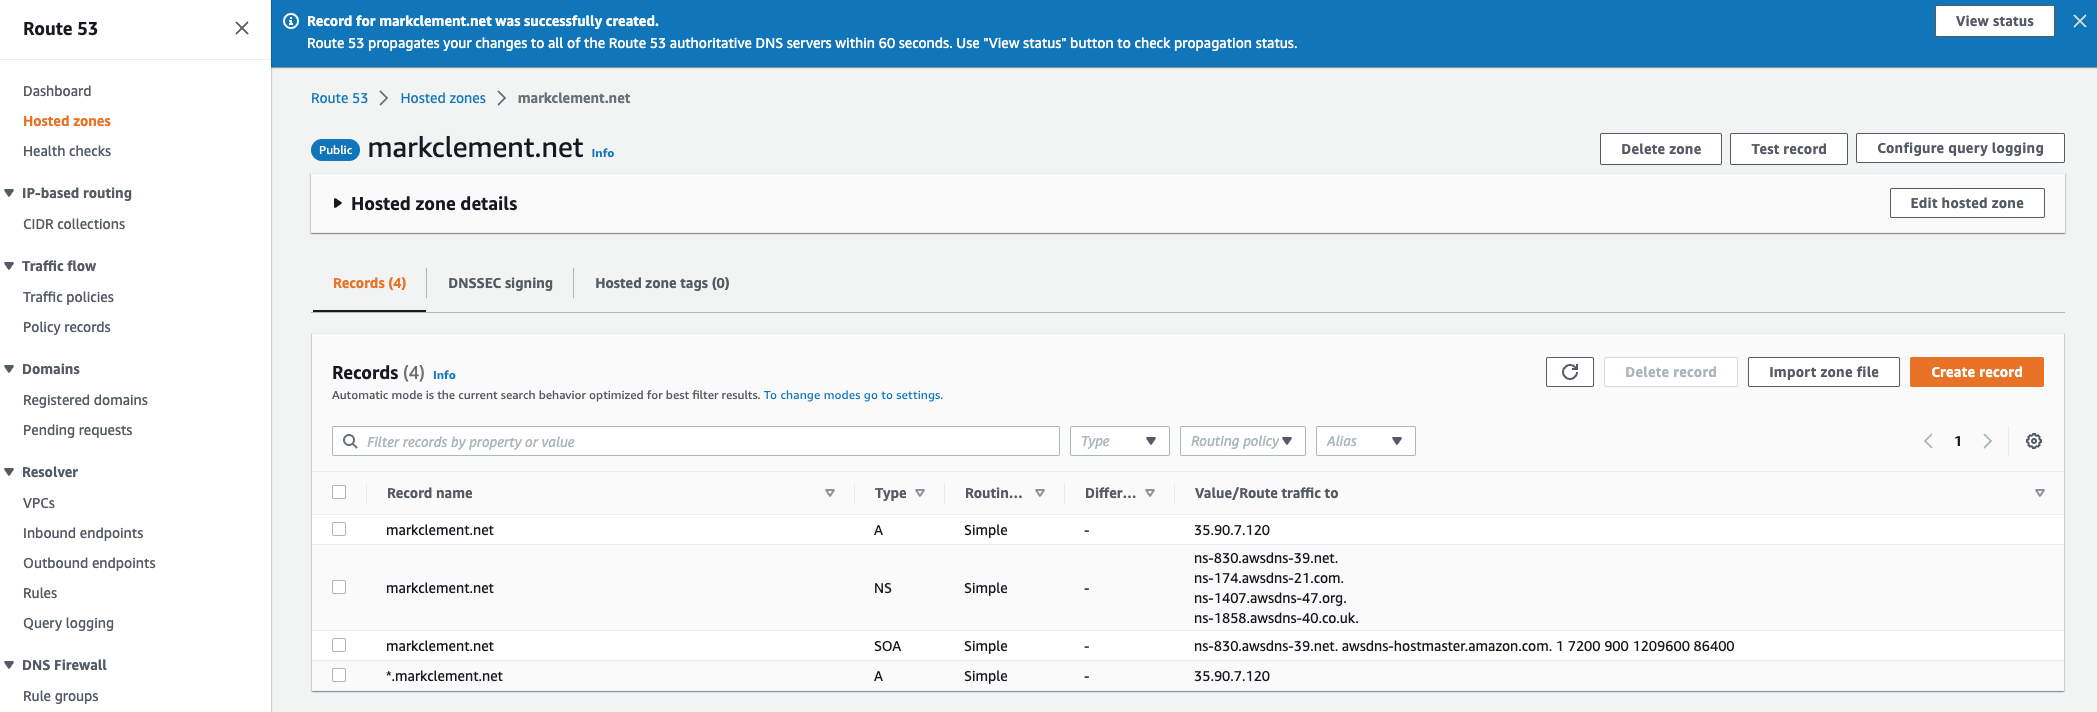 Route 53
Dashboard
Hosted zones
Health checks
IP-based routing
CIDR collections
Traffic flow
Traffic policies
Policy records
Domains
Registered domains
Pending requests
Resolver
VPCs
Inbound endpoints
Outbound endpoints
Rules
Query logging
DNS Firewall
Rule groups
Record for markclement.net was successfully created.
Route 53 propagates your changes to all of the Route 53 authoritative DNS servers within 60 seconds. Use "View status" button to check propagation status.
View status
Route 53 Hosted zones markclement.net
Public markclement.net Info
Delete zone Test record Configure query logging
Hosted zone details Edit hosted zone
Records (4) DNSSEC signing Hosted zone tags (0)
Records (4) Info
Automatic mode is the current search behavior optimized for best filter results. To change modes go to settings.
Delete record Import zone file Create record
Filter records by property or value Type Routing policy Alias 1
Record name Type Routin... Differ... Value/Route traffic to
markclement.net A Simple - 35.90.7.120
markclement.net NS Simple - ns-830.awsdns-39.net.
ns-174.awsdns-21.com.
ns-1407.awsdns-47.org.
ns-1858.awsdns-40.co.uk.
markclement.net SOA Simple - ns-830.awsdns-39.net. awsdns-hostmaster.amazon.com. 1 7200 900 1209600 86400
*.markclement.net A Simple - 35.90.7.120